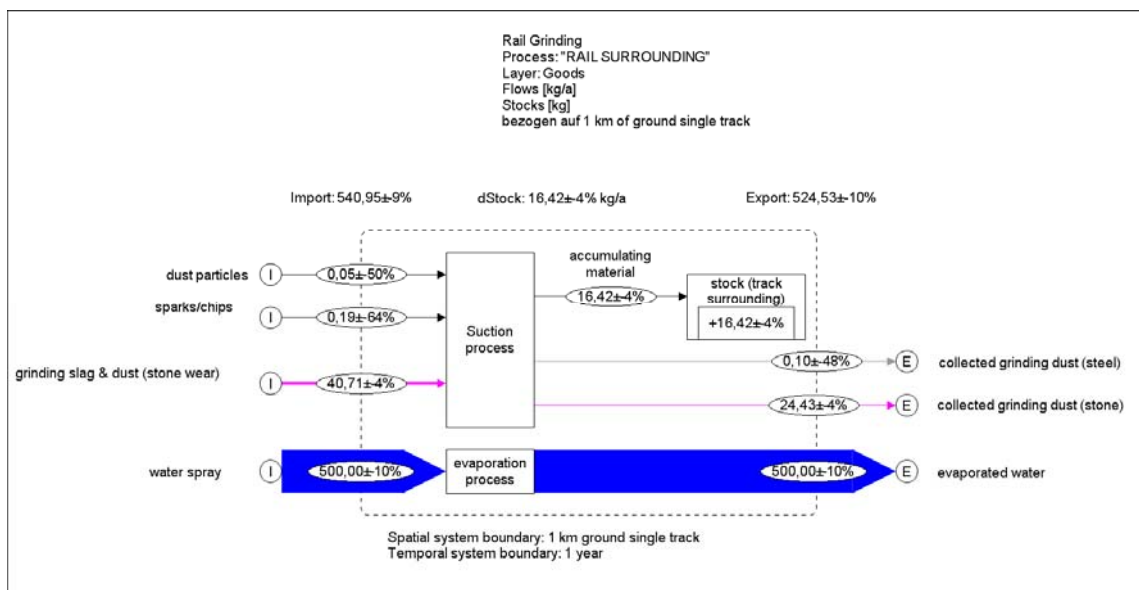 Rail Grinding
Process: "RAIL SURROUNDING"
Layer: Goods
Flows [kg/a]
Stocks [kg]
bezogen auf 1 km of ground single track
Import: 540,95±-9%
dStock: 16,42±-4% kg/a
Export: 524,53±-10%
dust particles
I
0,05±-50%
sparks/chips
I
0,19±-64%
grinding slag & dust (stone wear)
I
40,71±-4%
Suction
process
accumulating
material
16,42±-4%
stock (track
surrounding)
+16,42±-4%
0,10±-48%
E
collected grinding dust (steel)
24,43±-4%
E
collected grinding dust (stone)
water spray
I
500,00±-10%
evaporation
process
500,00±-10%
E
evaporated water
Spatial system boundary: 1 km ground single track
Temporal system boundary: 1 year